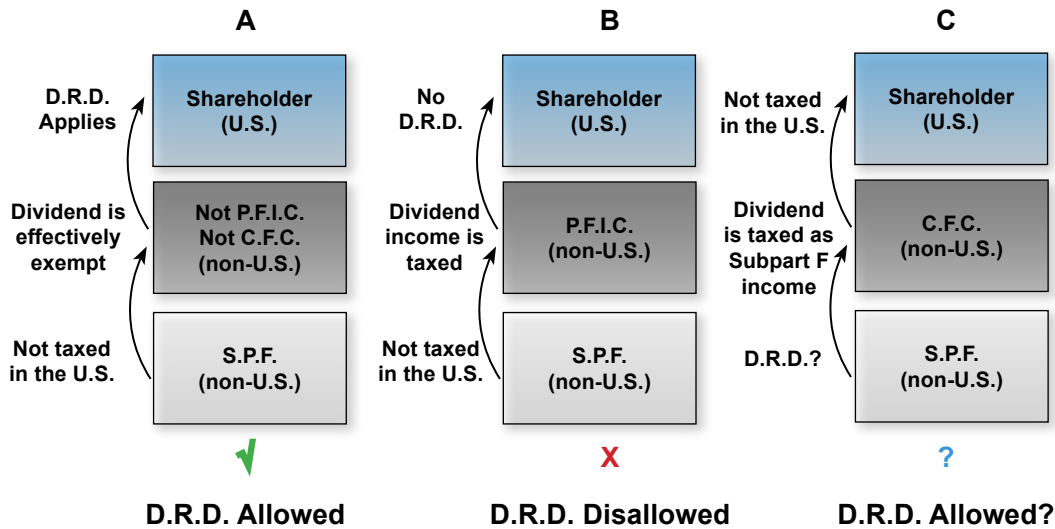 A
D.R.D.
Applies
Shareholder
(U.S.)
Dividend is
effectively
exempt
Not P.F.I.C.
Not C.F.C.
(non-U.S.)
Not taxed
in the U.S.
S.P.F.
(non-U.S.)
D.R.D. Allowed
B
No
D.R.D.
Shareholder
(U.S.)
Dividend
income is
taxed
P.F.I.C.
(non-U.S.)
Not taxed
in the U.S.
S.P.F.
(non-U.S.)
X
D.R.D. Disallowed
C
Not taxed
in the U.S.
Shareholder
(U.S.)
Dividend
is taxed as
Subpart F
income
C.F.C.
(non-U.S.)
D.R.D.?
S.P.F.
(non-U.S.)
?
D.R.D. Allowed?